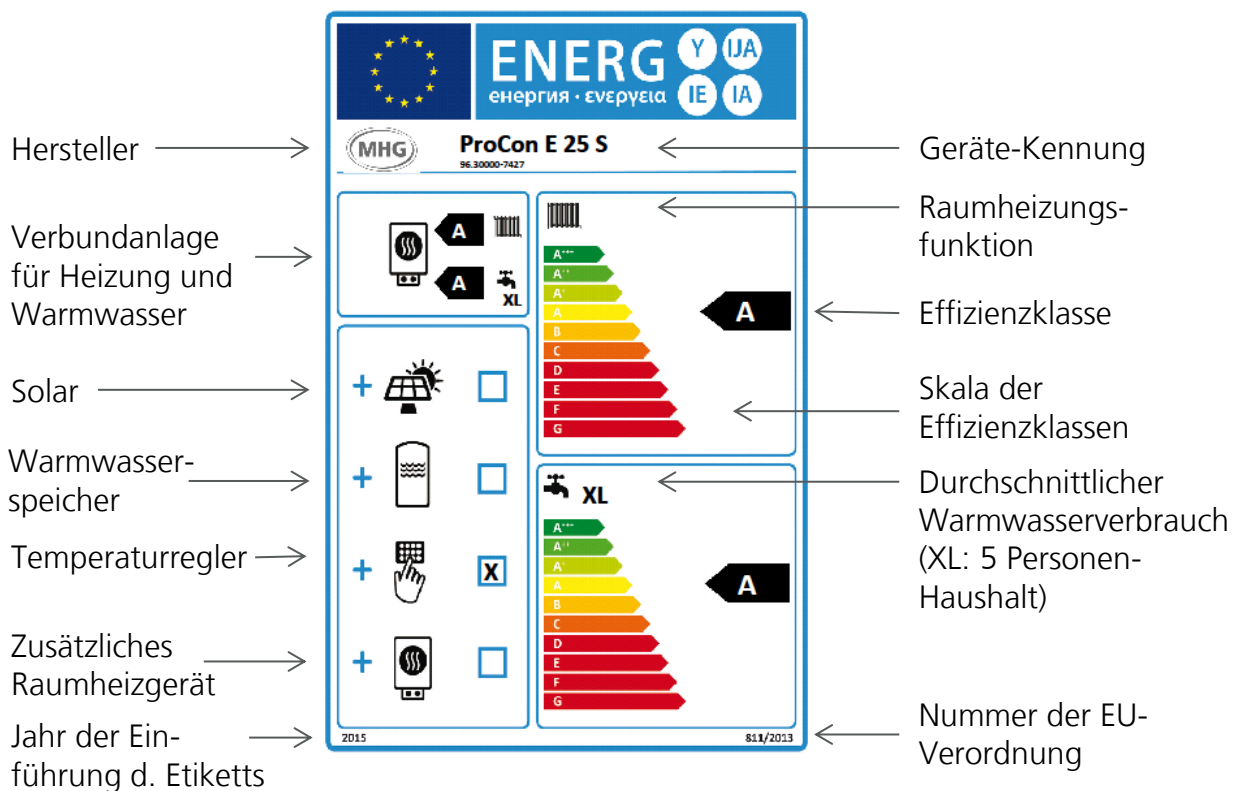 ENERG
енергия · ενεργεια
Y IJA
IE IA
Hersteller
MHG
ProCon E 25 S
96.30000-7427
Geräte-Kennung
Verbundanlage
für Heizung und
Warmwasser
A
A
XL
Raumheizungs-
funktion
A+++
A++
A+
A
B
C
D
E
F
G
A
Effizienzklasse
Skala der
Effizienzklassen
Solar
+
Warmwasser-
speicher
+
Temperaturregler
+
X
Zusätzliches
Raumheizgerät
+
XL
A+++
A++
A+
A
B
C
D
E
F
G
A
Durchschnittlicher
Warmwasserverbrauch
(XL: 5 Personen-
Haushalt)
Jahr der Ein-
führung d. Etiketts
2015
811/2013
Nummer der EU-
Verordnung